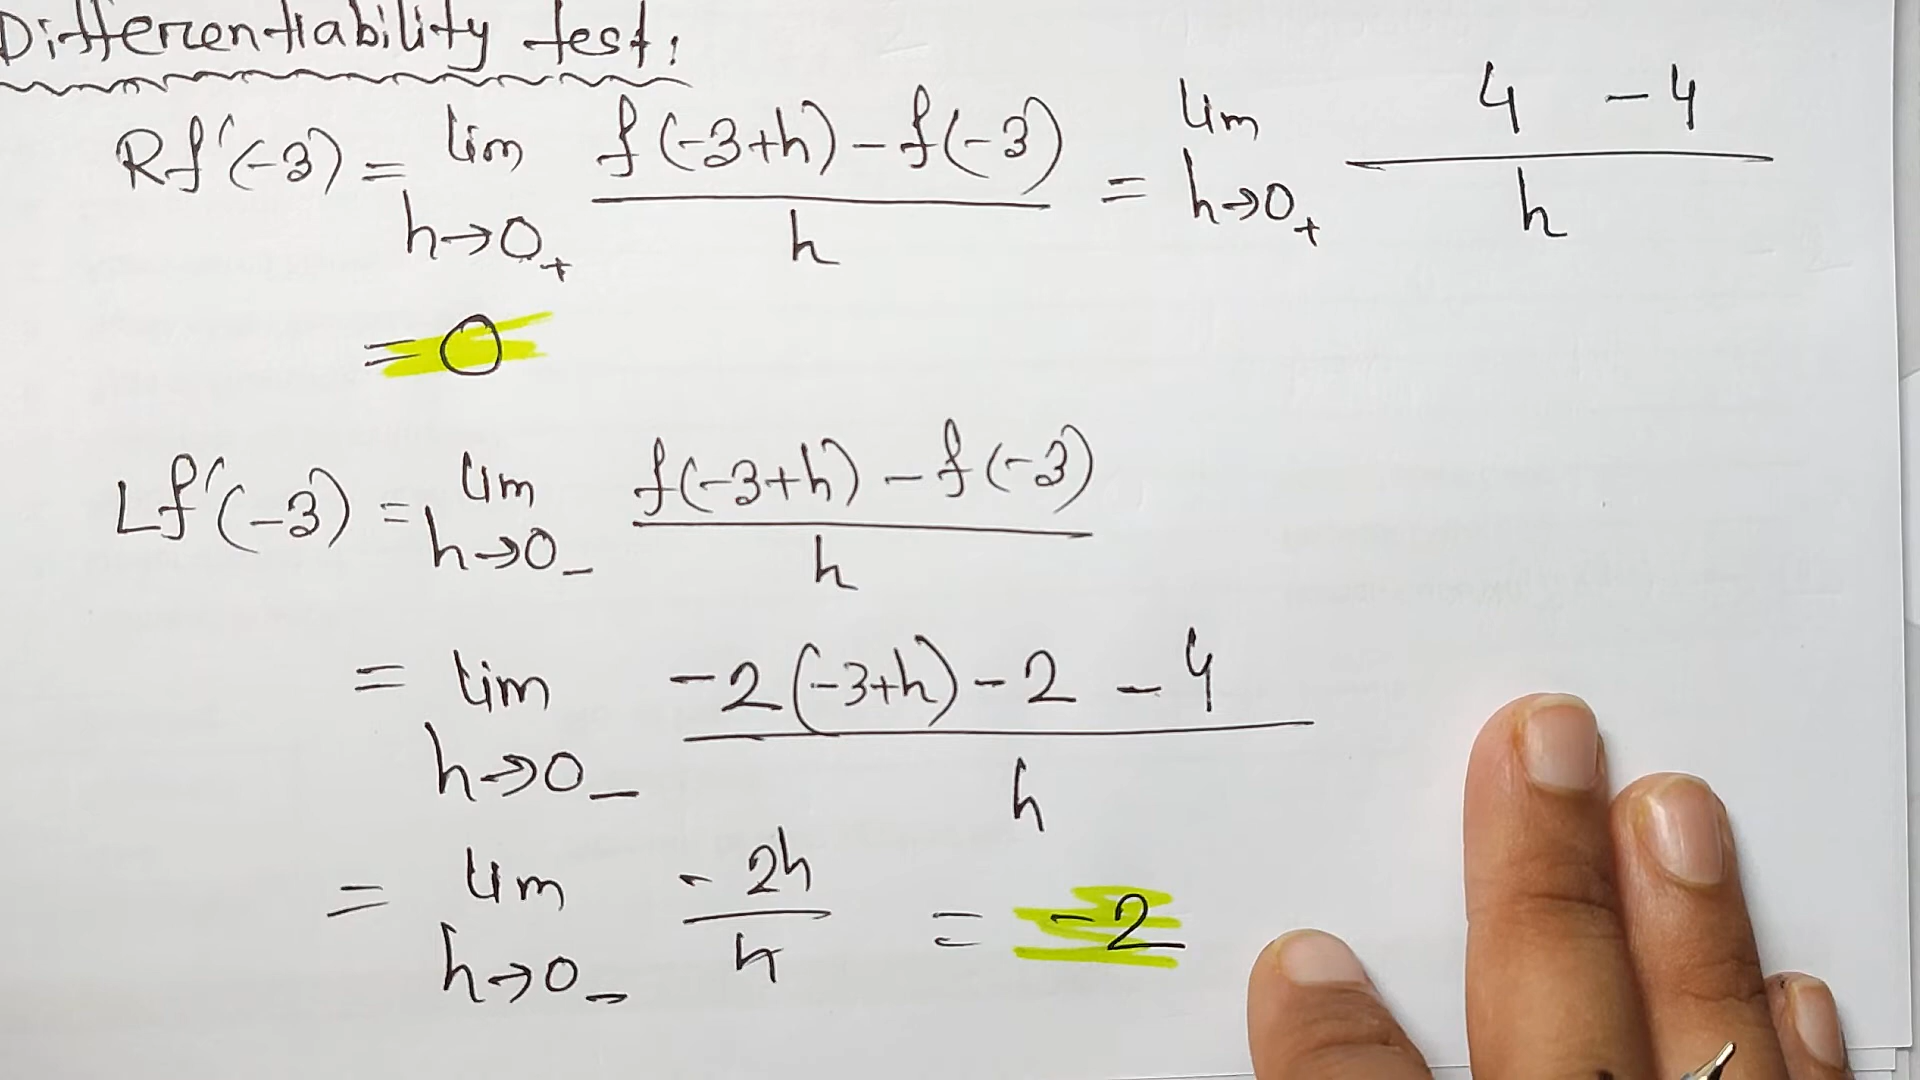 Differentiability test:
Rf'(-3) = lim h→0+ f(-3+h) - f(-3) / h = lim h→0+ 4 - 4 / h
= 0
Lf'(-3) = lim h→0- f(-3+h) - f(-3) / h
= lim h→0- -2(-3+h) - 2 - 4 / h
= lim h→0- -2h / h = -2